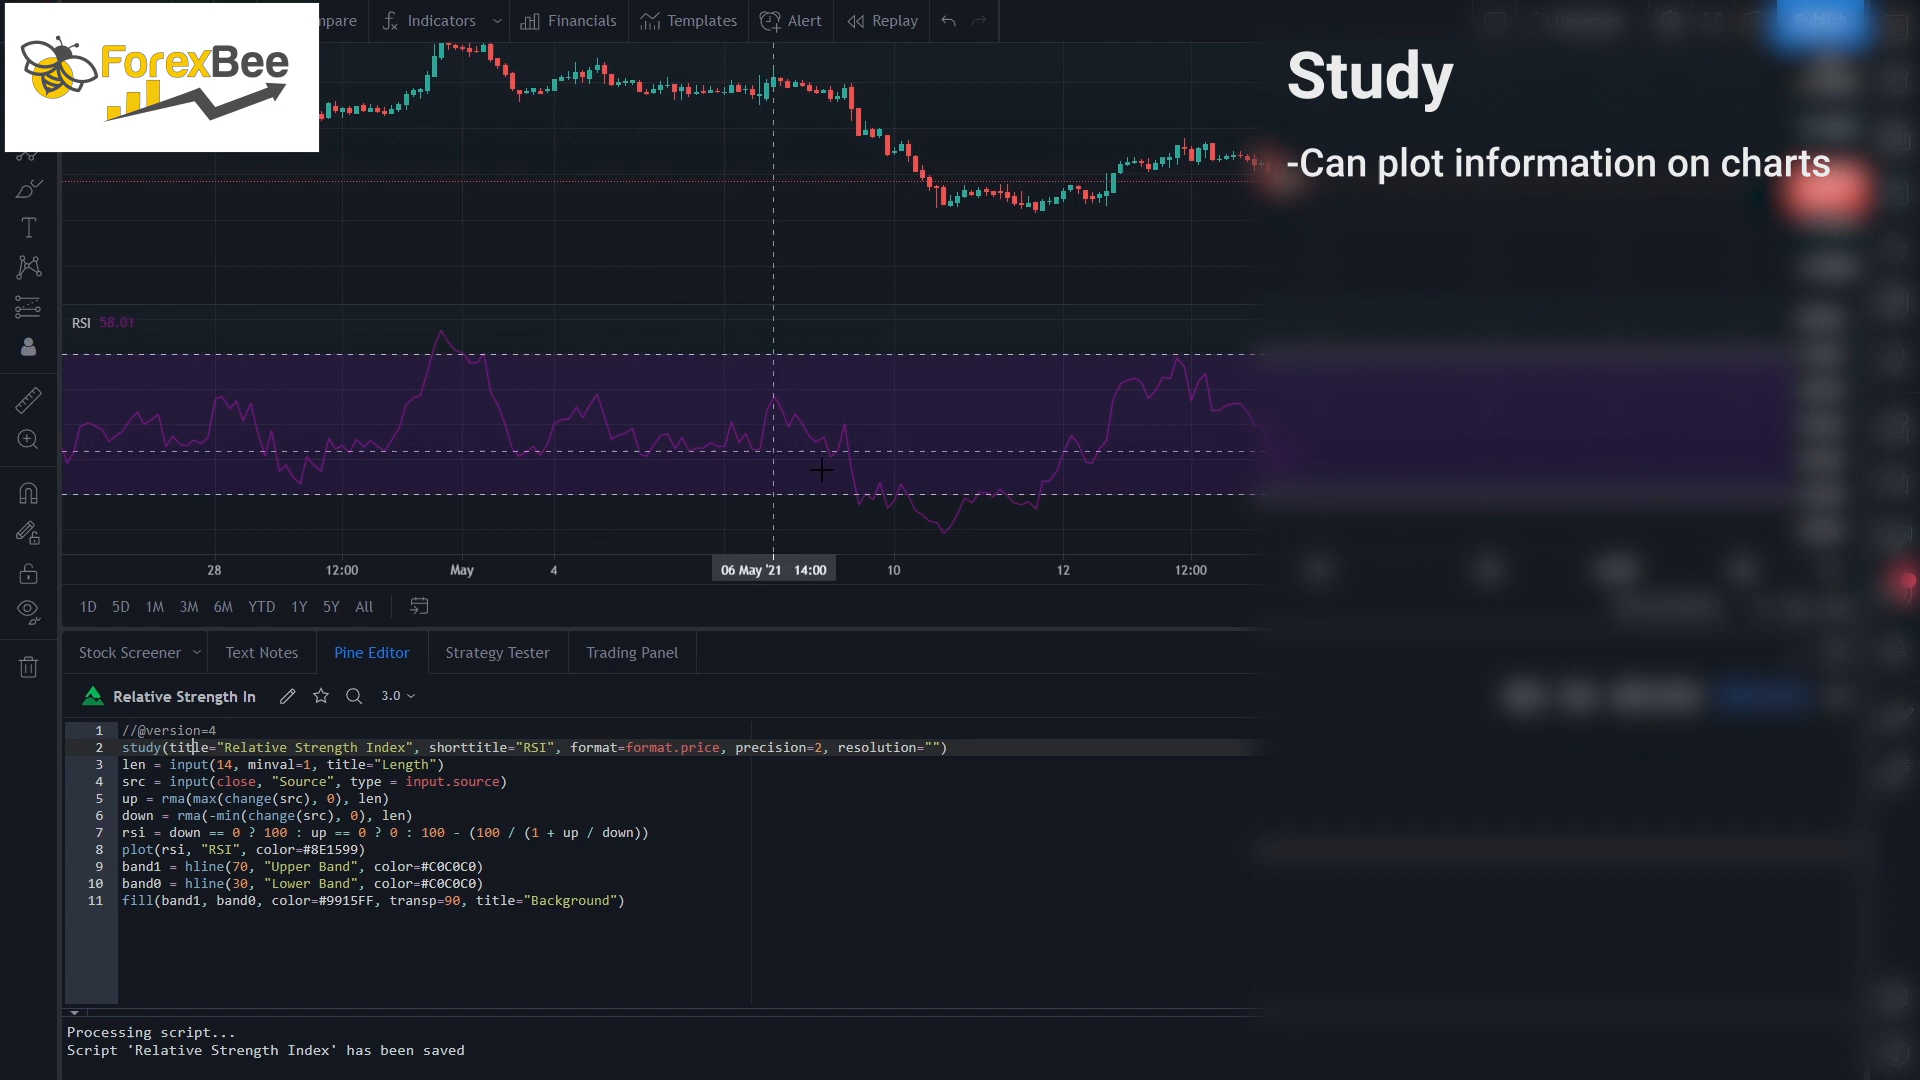 ForexBee
mpare
Indicators
Financials
Templates
Alert
Replay
Study
-Can plot information on charts
RSI 58.01
28
12:00
May
4
06 May '21 14:00
10
12
12:00
1D 5D 1M 3M 6M YTD 1Y 5Y All
Stock Screener
Text Notes
Pine Editor
Strategy Tester
Trading Panel
Relative Strength In
3.0
1 //@version=4
2 study(title="Relative Strength Index", shorttitle="RSI", format=format.price, precision=2, resolution="")
3 len = input(14, minval=1, title="Length")
4 src = input(close, "Source", type = input.source)
5 up = rma(max(change(src), 0), len)
6 down = rma(-min(change(src), 0), len)
7 rsi = down == 0 ? 100 : up == 0 ? 0 : 100 - (100 / (1 + up / down))
8 plot(rsi, "RSI", color=#8E1599)
9 band1 = hline(70, "Upper Band", color=#C0C0C0)
10 band0 = hline(30, "Lower Band", color=#C0C0C0)
11 fill(band1, band0, color=#9915FF, transp=90, title="Background")
Processing script...
Script 'Relative Strength Index' has been saved